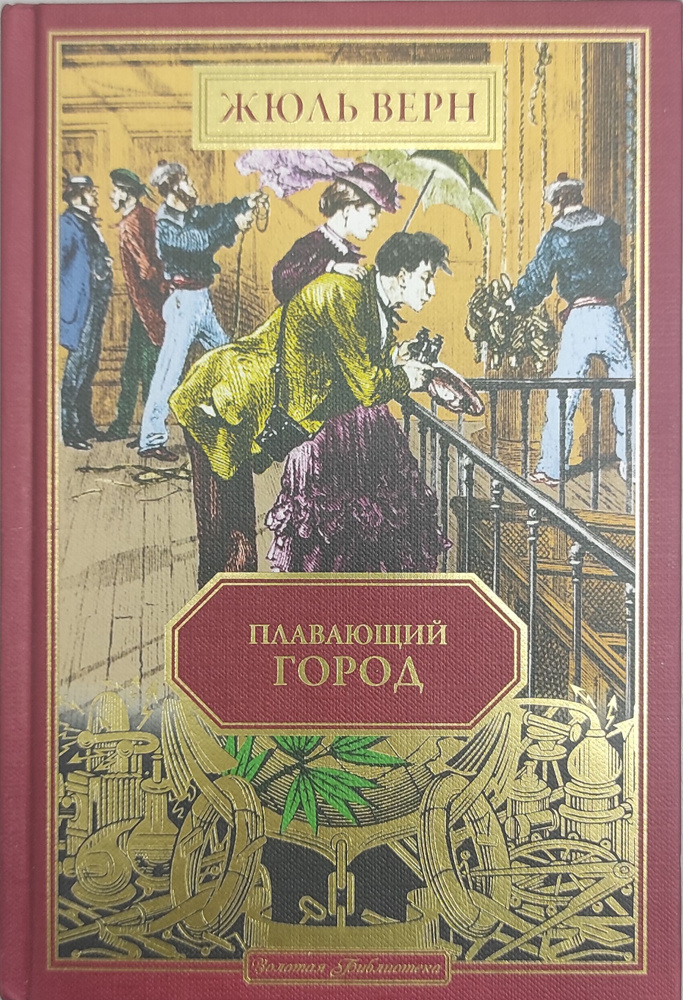 ЖЮЛЬ ВЕРН
ПЛАВАЮЩИЙ
ГОРОД
Золотая Библиотека